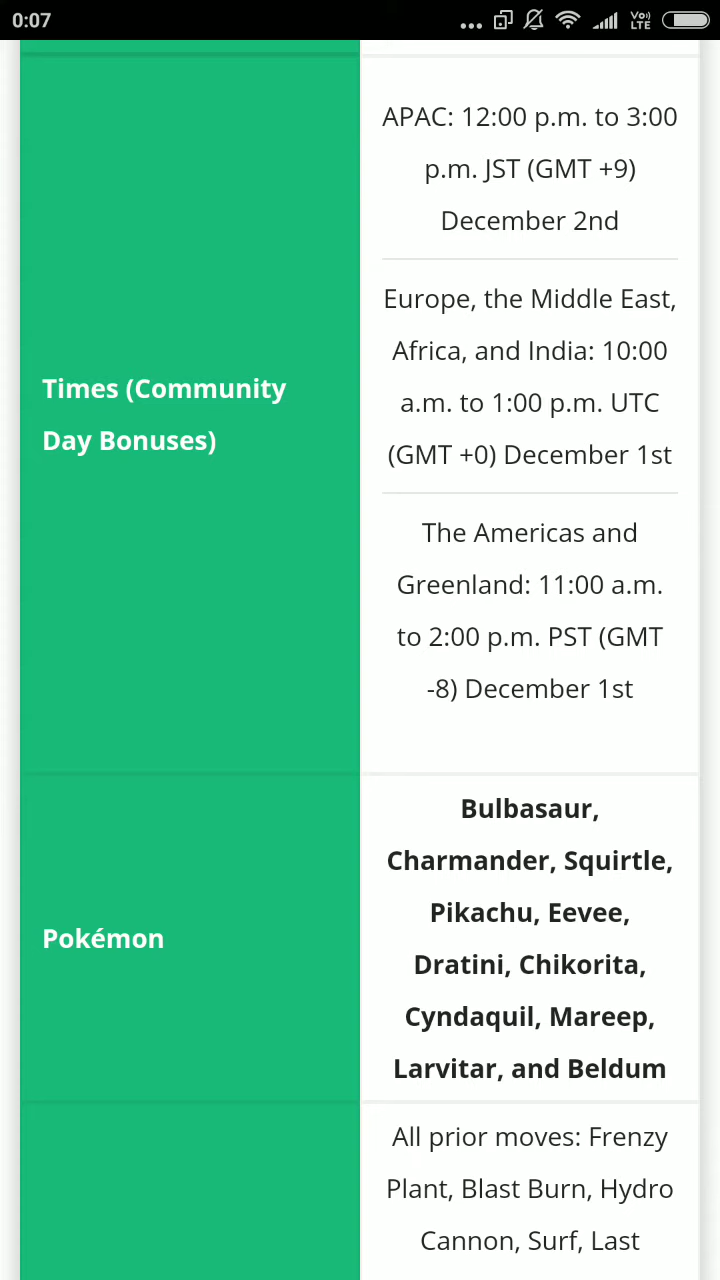 0:07
Vo))
LTE
APAC: 12:00 p.m. to 3:00
p.m. JST (GMT +9)
December 2nd
Europe, the Middle East,
Africa, and India: 10:00
a.m. to 1:00 p.m. UTC
(GMT +0) December 1st
The Americas and
Greenland: 11:00 a.m.
to 2:00 p.m. PST (GMT
-8) December 1st
Times (Community
Day Bonuses)
Pokémon
Bulbasaur,
Charmander, Squirtle,
Pikachu, Eevee,
Dratini, Chikorita,
Cyndaquil, Mareep,
Larvitar, and Beldum
All prior moves: Frenzy
Plant, Blast Burn, Hydro
Cannon, Surf, Last